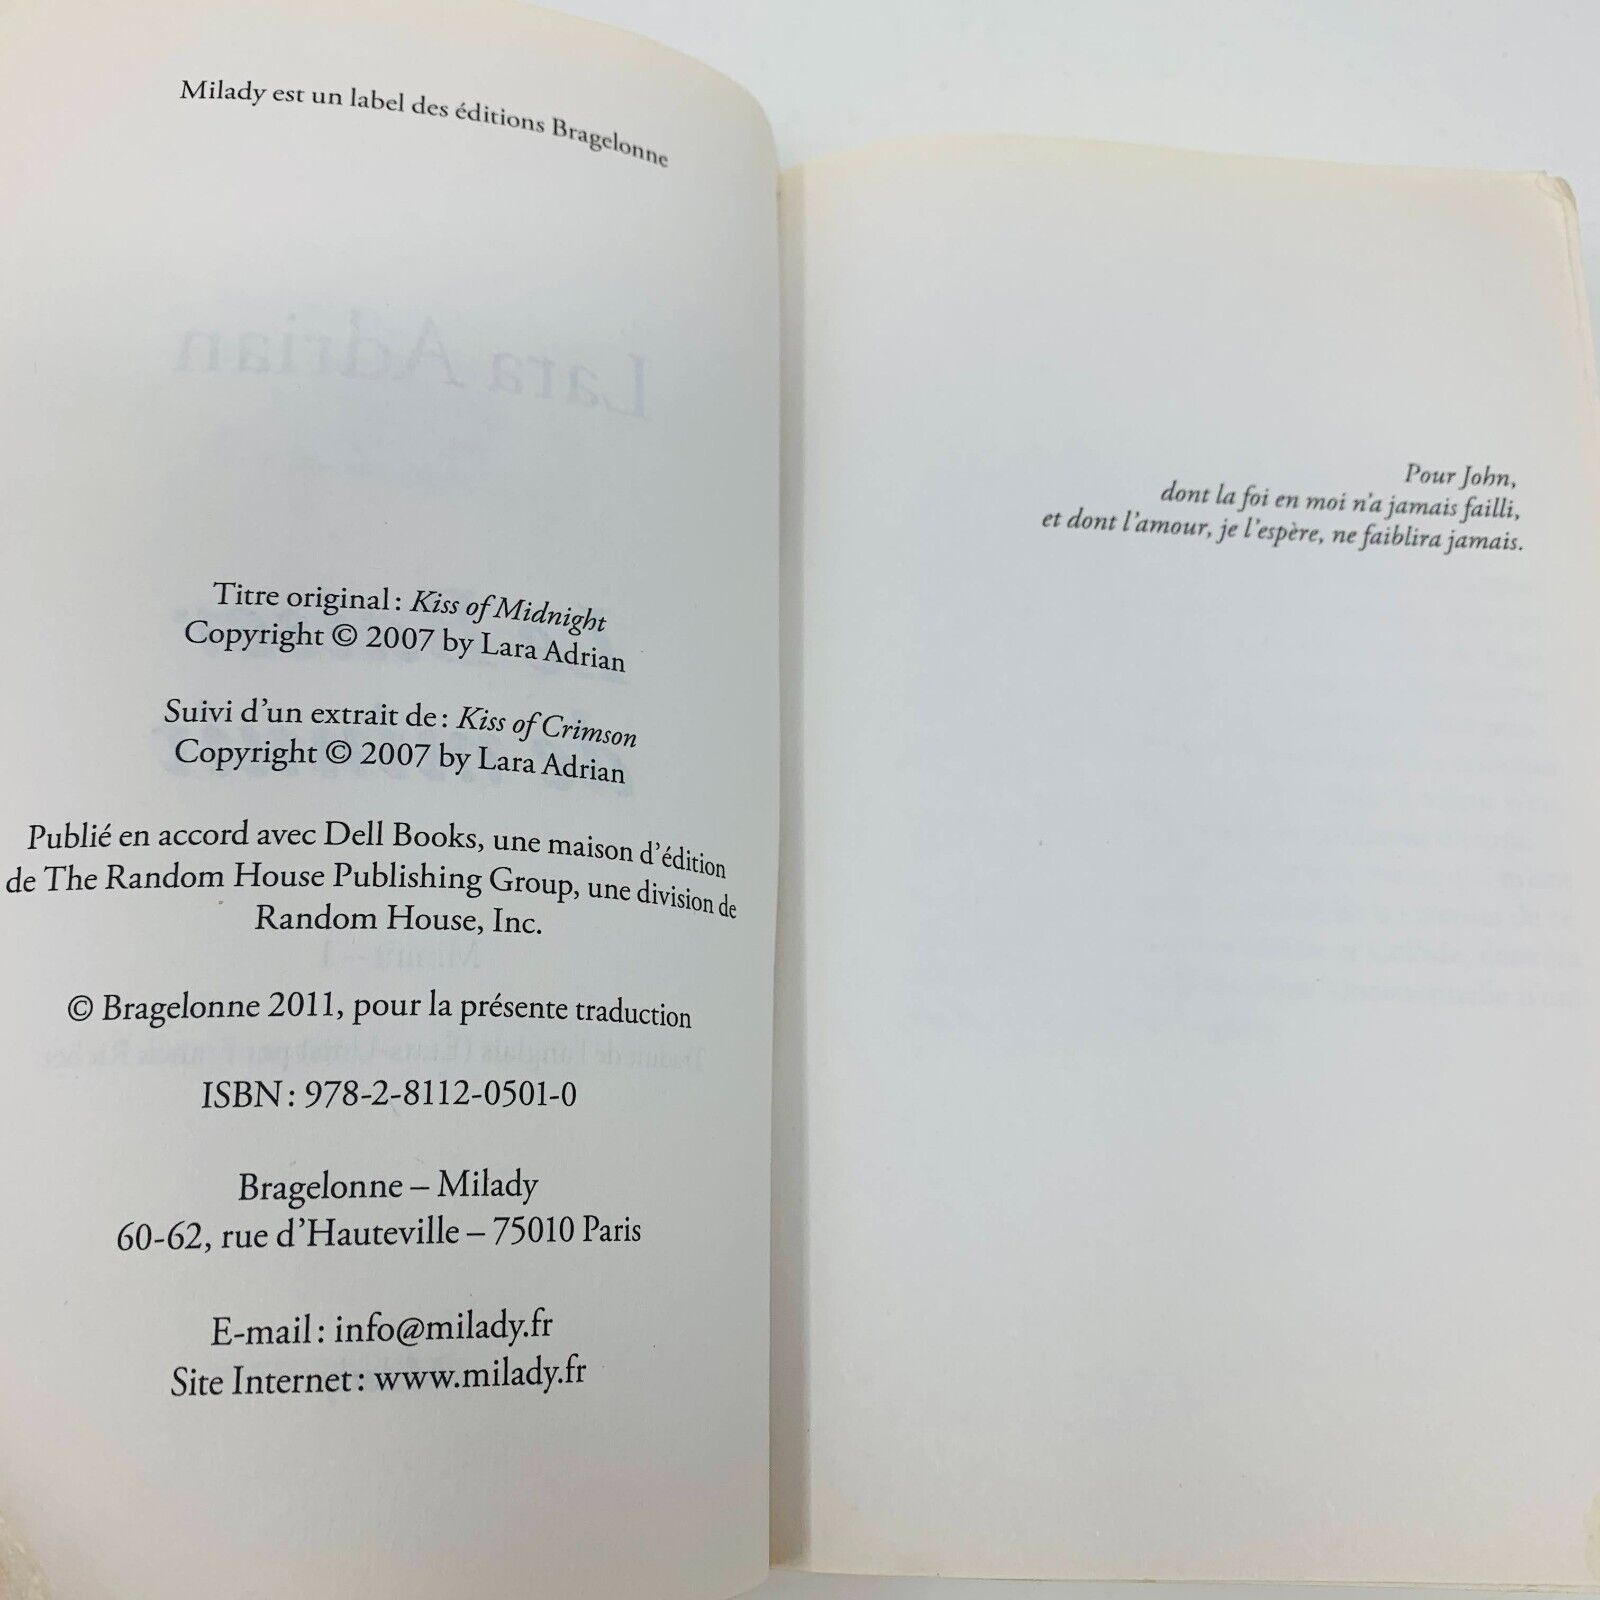 Milady est un label des éditions Bragelonne
Lara Adrian
Titre original : Kiss of Midnight
Copyright © 2007 by Lara Adrian
Suivi d'un extrait de : Kiss of Crimson
Copyright © 2007 by Lara Adrian
Publié en accord avec Dell Books, une maison d'édition
de The Random House Publishing Group, une division de
Random House, Inc.
© Bragelonne 2011, pour la présente traduction
ISBN : 978-2-8112-0501-0
Bragelonne – Milady
60-62, rue d'Hauteville – 75010 Paris
E-mail : info@milady.fr
Site Internet : www.milady.fr
Pour John,
dont la foi en moi n'a jamais failli,
et dont l'amour, je l'espère, ne faiblira jamais.